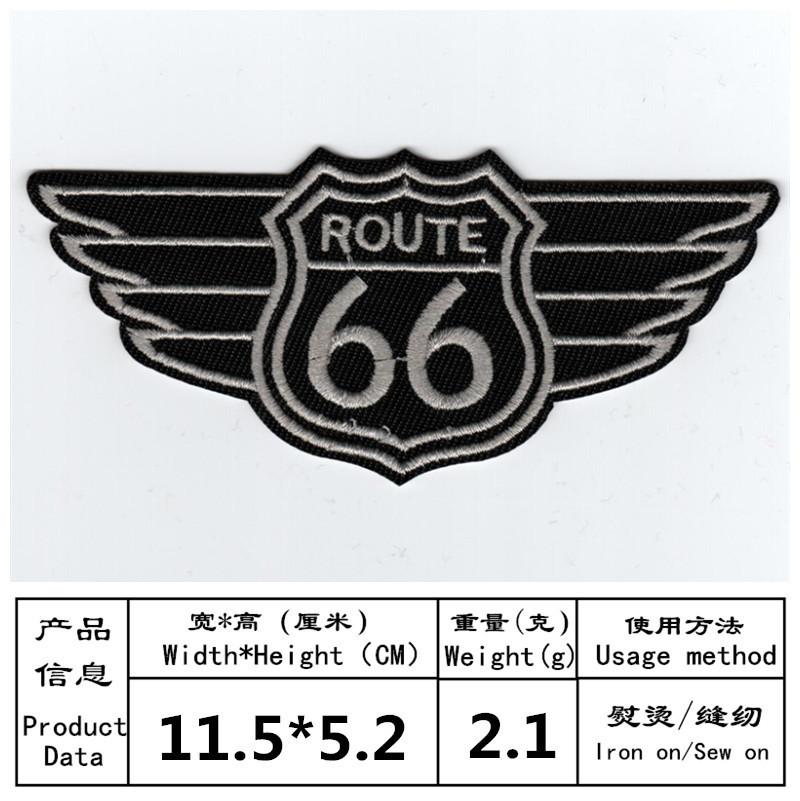 ROUTE
66
产品
信息
Product
Data
宽*高 (厘米)
Width*Height (CM)
11.5*5.2
重量(克)
Weight(g)
2.1
使用方法
Usage method
熨烫/缝纫
Iron on/Sew on